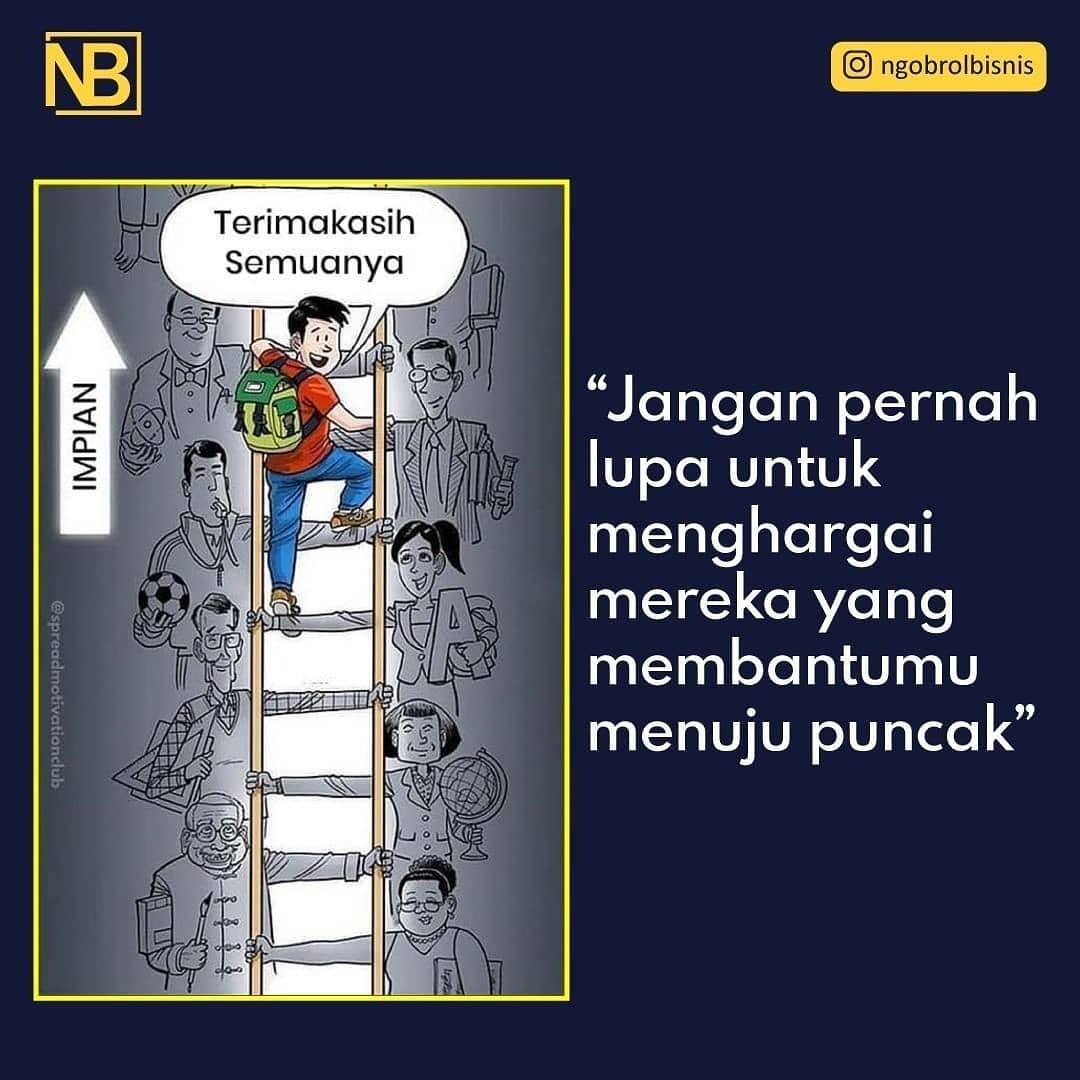 NB
ngobrolbisnis
Terimakasih
Semuanya
IMPIAN
@spreadmotivationclub
A
“Jangan pernah
lupa untuk
menghargai
mereka yang
membantumu
menuju puncak”